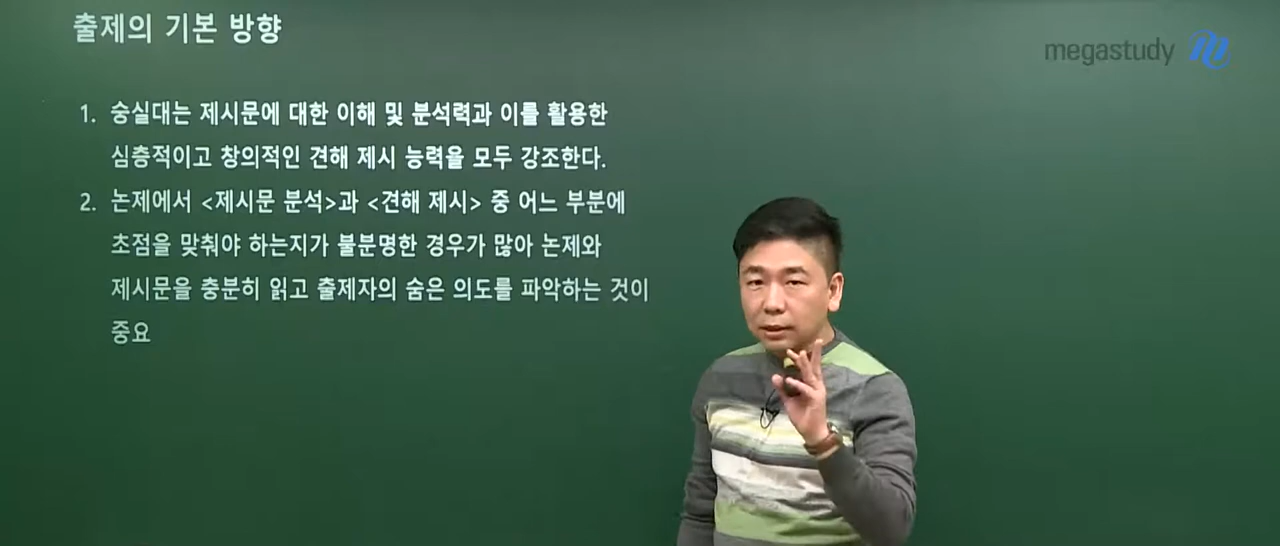 출제의 기본 방향
megastudy
1. 숭실대는 제시문에 대한 이해 및 분석력과 이를 활용한
심층적이고 창의적인 견해 제시 능력을 모두 강조한다.
2. 논제에서 <제시문 분석>과 <견해 제시> 중 어느 부분에
초점을 맞춰야 하는지가 불분명한 경우가 많아 논제와
제시문을 충분히 읽고 출제자의 숨은 의도를 파악하는 것이
중요